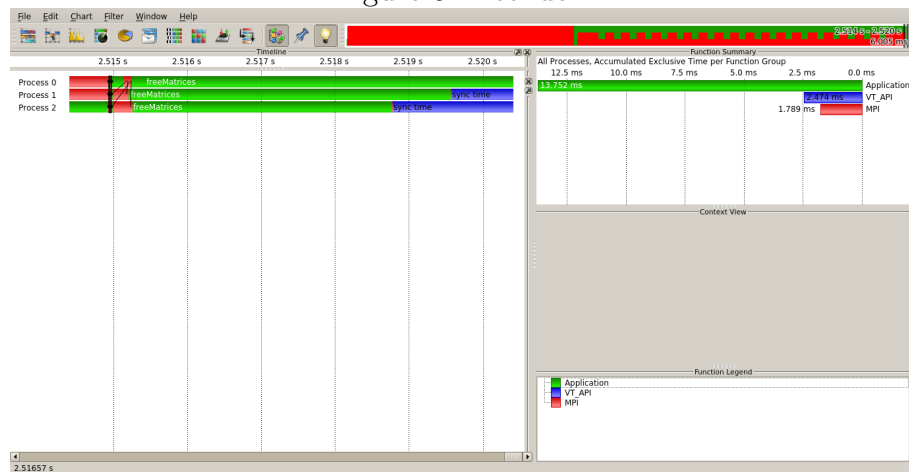 File Edit Chart Filter Window Help
2.514 s - 2.520 s
6.005 ms
Timeline
2.515 s 2.516 s 2.517 s 2.518 s 2.519 s 2.520 s
Process 0 freeMatrices
Process 1 freeMatrices sync time
Process 2 freeMatrices sync time
Function Summary
All Processes, Accumulated Exclusive Time per Function Group
12.5 ms 10.0 ms 7.5 ms 5.0 ms 2.5 ms 0.0 ms
13.752 ms Application
2.474 ms VT_API
1.789 ms MPI
Context View
Function Legend
Application
VT_API
MPI
2.51657 s